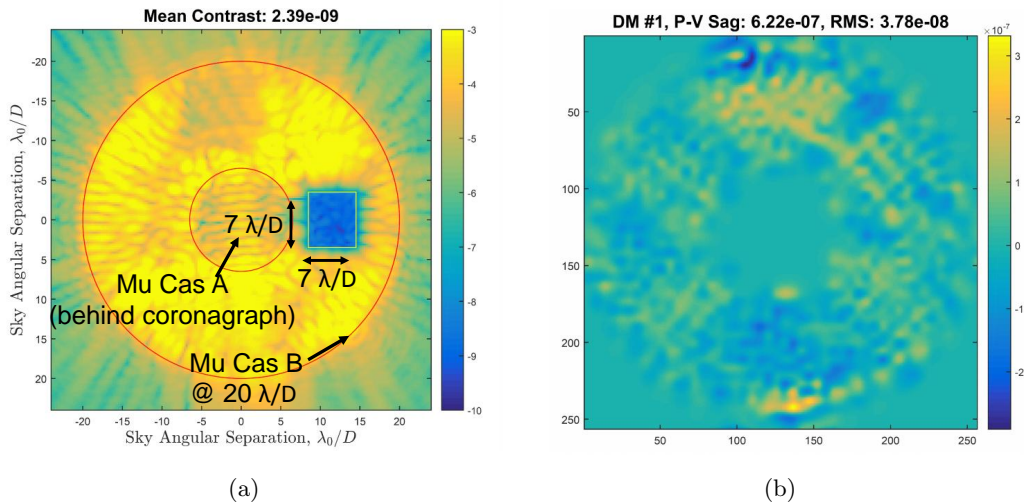 Mean Contrast: 2.39e-09
-20
-15
-10
-5
0
5
10
15
20
-20 -15 -10 -5 0 5 10 15 20
Sky Angular Separation, λ₀/D
Sky Angular Separation, λ₀/D
7 λ/D
7 λ/D
Mu Cas A
(behind coronagraph)
Mu Cas B
@ 20 λ/D
-3
-4
-5
-6
-7
-8
-9
-10
(a)
DM #1, P-V Sag: 6.22e-07, RMS: 3.78e-08
50
100
150
200
250
50 100 150 200 250
×10⁻⁷
3
2
1
0
-1
-2
(b)